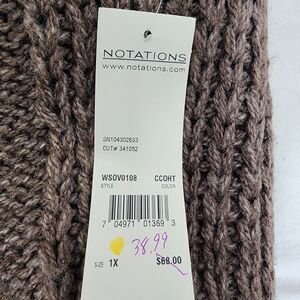 NOTATIONS
www.notations.com
SN104302633
CUT# 341052
WSOV0108 CCOHT
STYLE COLOR
7 04971 01369 3
38.99
SIZE 1X $68.00